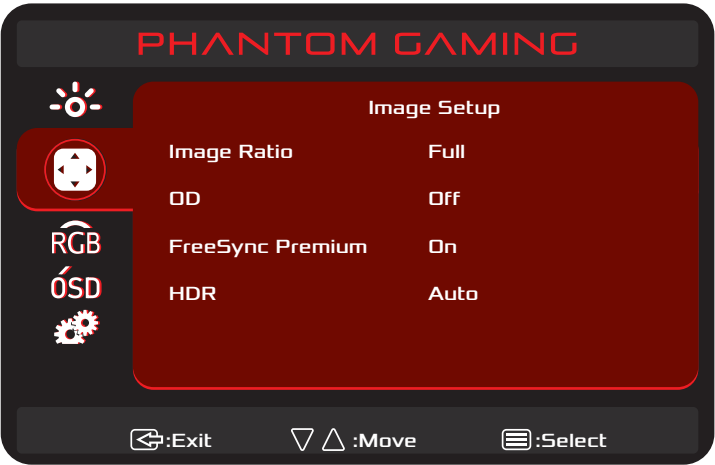 PHANTOM GAMING
Image Setup
Image Ratio Full
OD Off
FreeSync Premium On
HDR Auto
RGB
OSD
:Exit :Move :Select